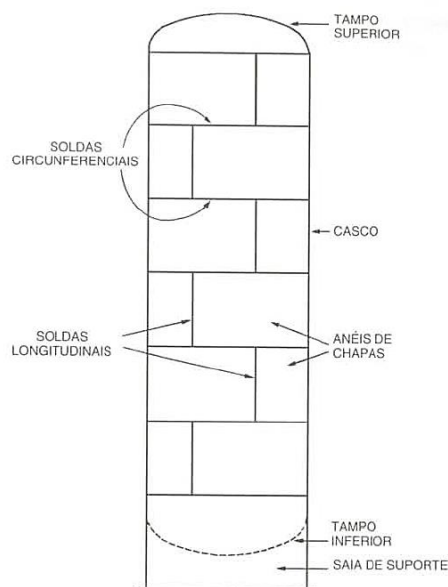 TAMPO
SUPERIOR
SOLDAS
CIRCUNFERENCIAIS
CASCO
SOLDAS
LONGITUDINAIS
ANÉIS DE
CHAPAS
TAMPO
INFERIOR
SAIA DE SUPORTE